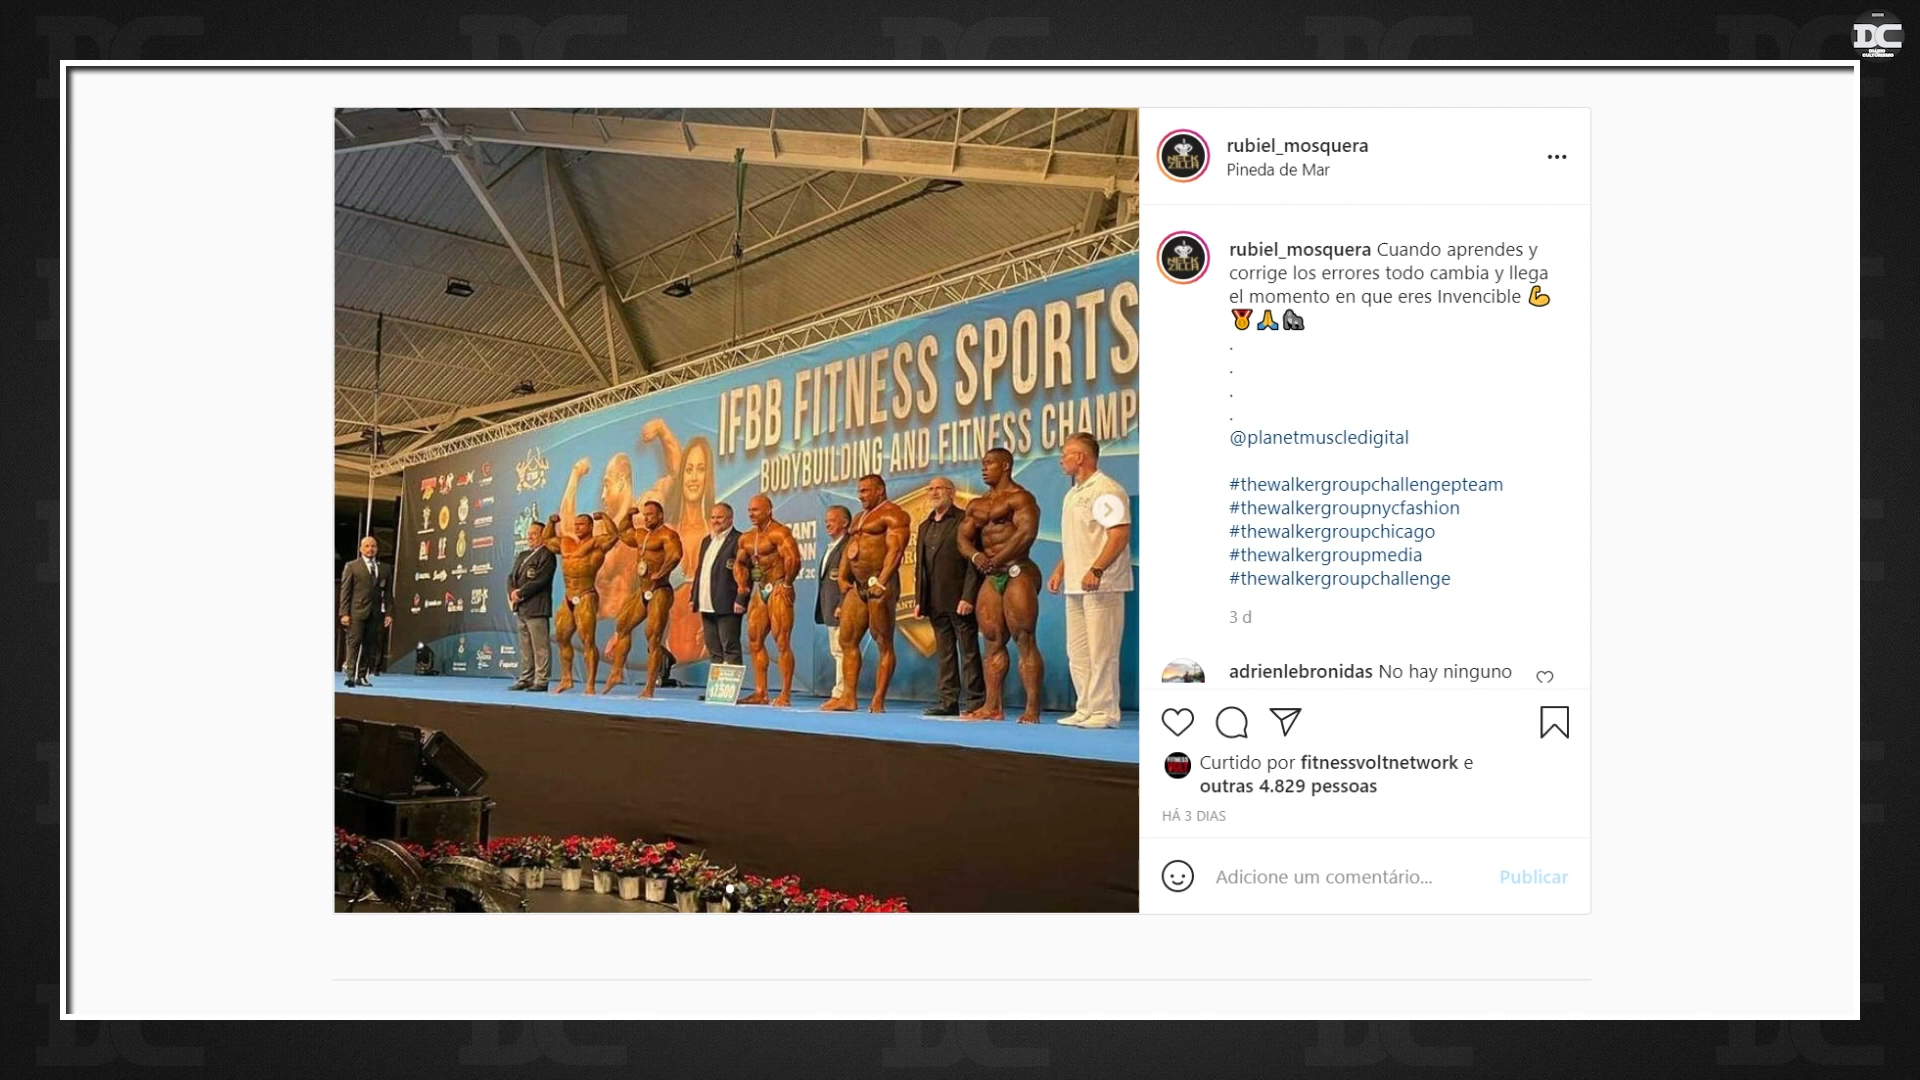 DC
DIÁRIO
CULTURISMO
IFBB FITNESS SPORTS
BODYBUILDING AND FITNESS CHAMP
rubiel_mosquera
Pineda de Mar
rubiel_mosquera Cuando aprendes y
corrige los errores todo cambia y llega
el momento en que eres Invencible 💪
🏅🙏🦍
.
.
.
.
@planetmuscledigital
#thewalkergroupchallengepteam
#thewalkergroupnycfashion
#thewalkergroupchicago
#thewalkergroupmedia
#thewalkergroupchallenge
3 d
adrienlebronidas No hay ninguno
Curtido por fitnessvoltnetwork e
outras 4.829 pessoas
HÁ 3 DIAS
Adicione um comentário... Publicar